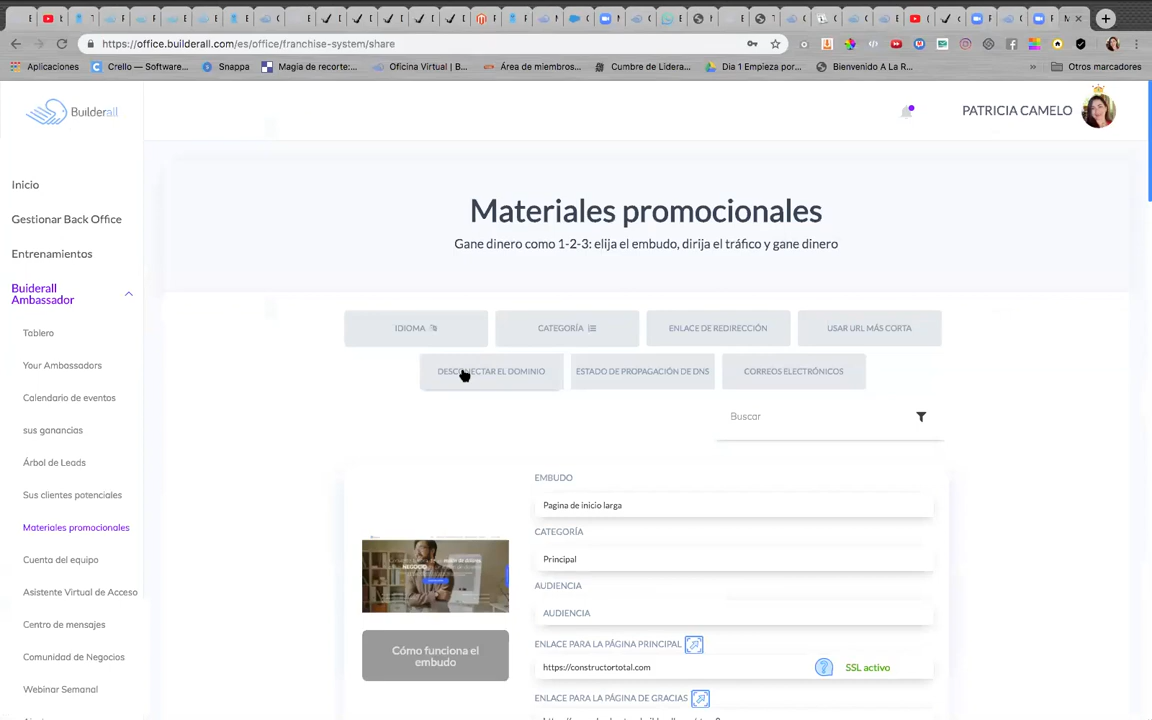 https://office.builderall.com/es/office/franchise-system/share
Aplicaciones
Crello — Software...
Snappa
Magia de recorte:...
Oficina Virtual | B...
Área de miembros...
Cumbre de Lidera...
Dia 1 Empieza por...
Bienvenido A La R...
»
Otros marcadores
Builderall
PATRICIA CAMELO
Inicio
Gestionar Back Office
Entrenamientos
Buiderall
Ambassador
Tablero
Your Ambassadors
Calendario de eventos
sus ganancias
Árbol de Leads
Sus clientes potenciales
Materiales promocionales
Cuenta del equipo
Asistente Virtual de Acceso
Centro de mensajes
Comunidad de Negocios
Webinar Semanal
Materiales promocionales
Gane dinero como 1-2-3: elija el embudo, dirija el tráfico y gane dinero
IDIOMA
CATEGORÍA
ENLACE DE REDIRECCIÓN
USAR URL MÁS CORTA
DESCONECTAR EL DOMINIO
ESTADO DE PROPAGACIÓN DE DNS
CORREOS ELECTRÓNICOS
Buscar
EMBUDO
Pagina de inicio larga
CATEGORÍA
Principal
AUDIENCIA
AUDIENCIA
ENLACE PARA LA PÁGINA PRINCIPAL
https://constructortotal.com
SSL activo
ENLACE PARA LA PÁGINA DE GRACIAS
NEGOCIO
Cómo funciona el
embudo